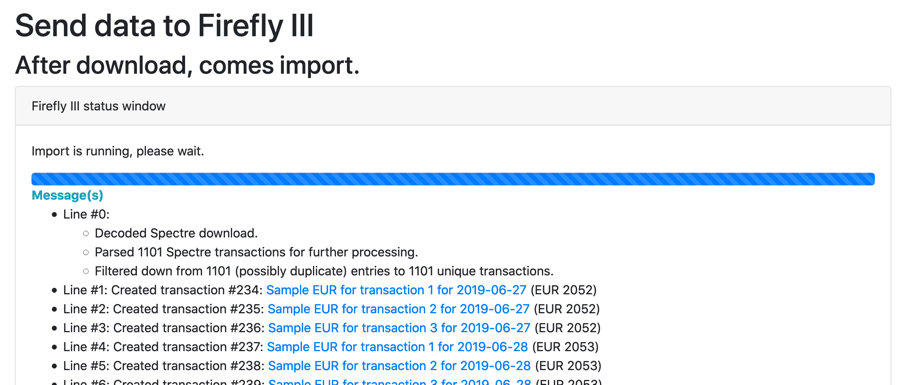 Send data to Firefly III
After download, comes import.
Firefly III status window
Import is running, please wait.
Message(s)
Line #0:
Decoded Spectre download.
Parsed 1101 Spectre transactions for further processing.
Filtered down from 1101 (possibly duplicate) entries to 1101 unique transactions.
Line #1: Created transaction #234: Sample EUR for transaction 1 for 2019-06-27 (EUR 2052)
Line #2: Created transaction #235: Sample EUR for transaction 2 for 2019-06-27 (EUR 2052)
Line #3: Created transaction #236: Sample EUR for transaction 3 for 2019-06-27 (EUR 2052)
Line #4: Created transaction #237: Sample EUR for transaction 1 for 2019-06-28 (EUR 2053)
Line #5: Created transaction #238: Sample EUR for transaction 2 for 2019-06-28 (EUR 2053)
Line #6: Created transaction #239: Sample EUR for transaction 3 for 2019-06-28 (EUR 2053)